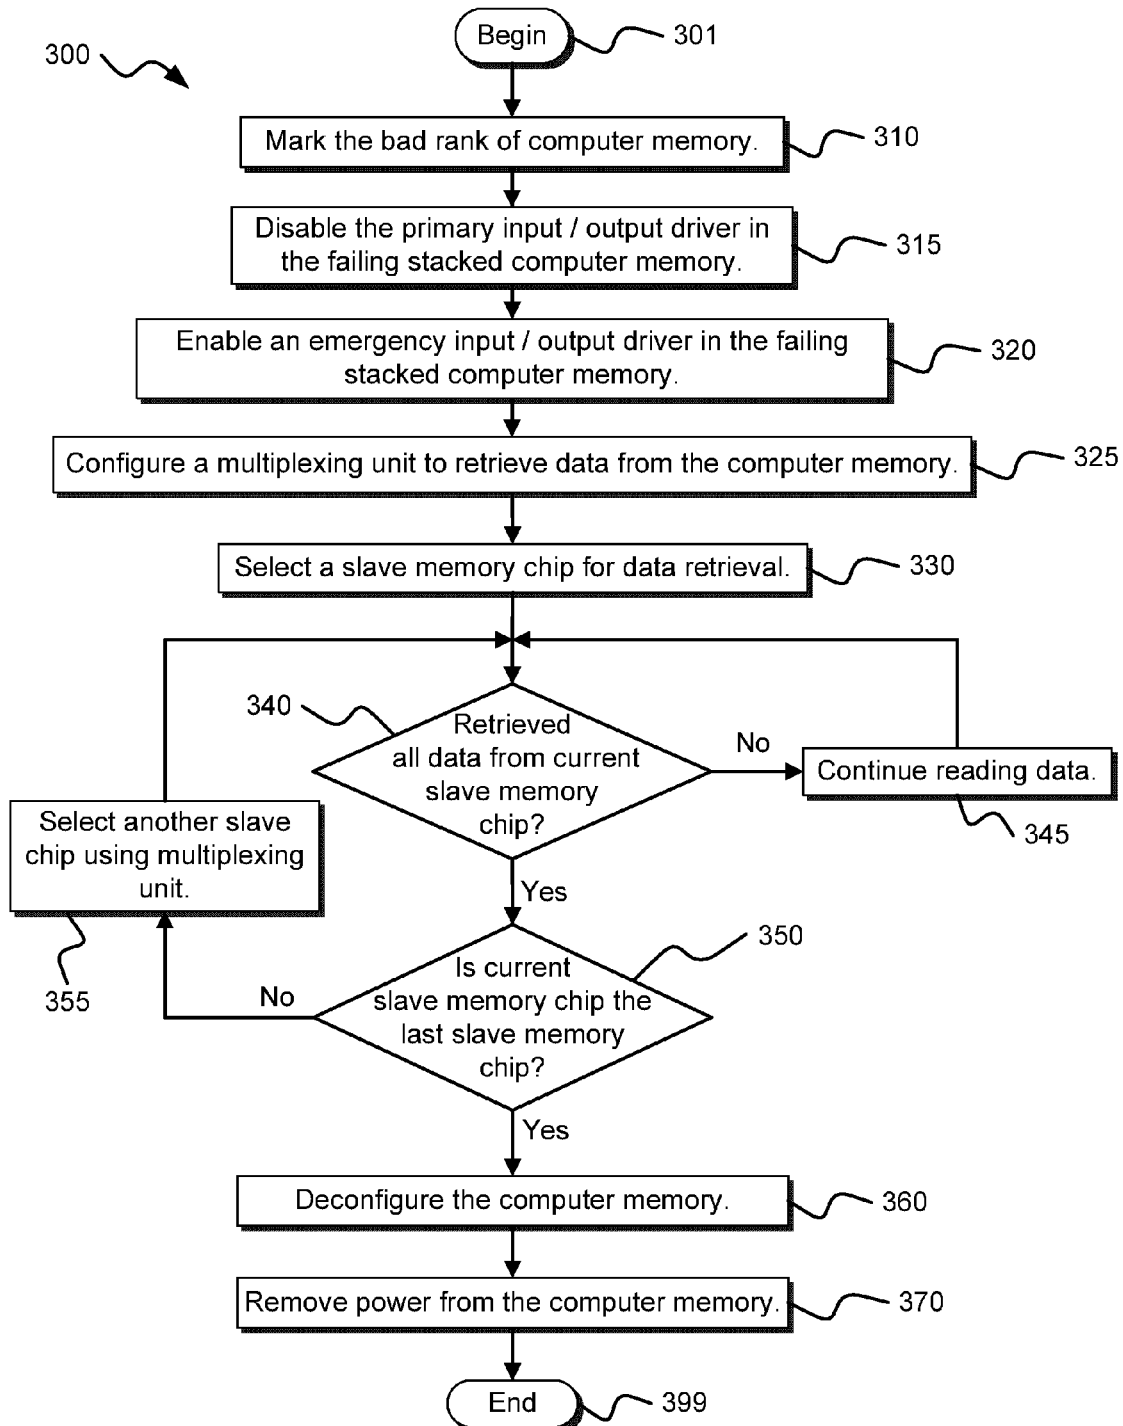 Begin
301
300
Mark the bad rank of computer memory.
310
Disable the primary input / output driver in
the failing stacked computer memory.
315
Enable an emergency input / output driver in the failing
stacked computer memory.
320
Configure a multiplexing unit to retrieve data from the computer memory.
325
Select a slave memory chip for data retrieval.
330
340
Retrieved
all data from current
slave memory
chip?
No
Continue reading data.
345
Select another slave
chip using multiplexing
unit.
355
Yes
350
Is current
slave memory chip the
last slave memory
chip?
No
Yes
Deconfigure the computer memory.
360
Remove power from the computer memory.
370
End
399